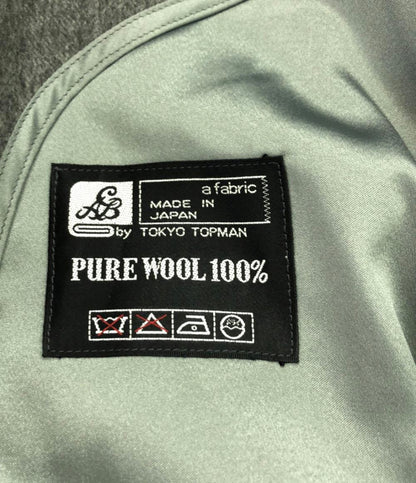 A&B
a fabric
MADE IN
JAPAN
by TOKYO TOPMAN
PURE WOOL 100%